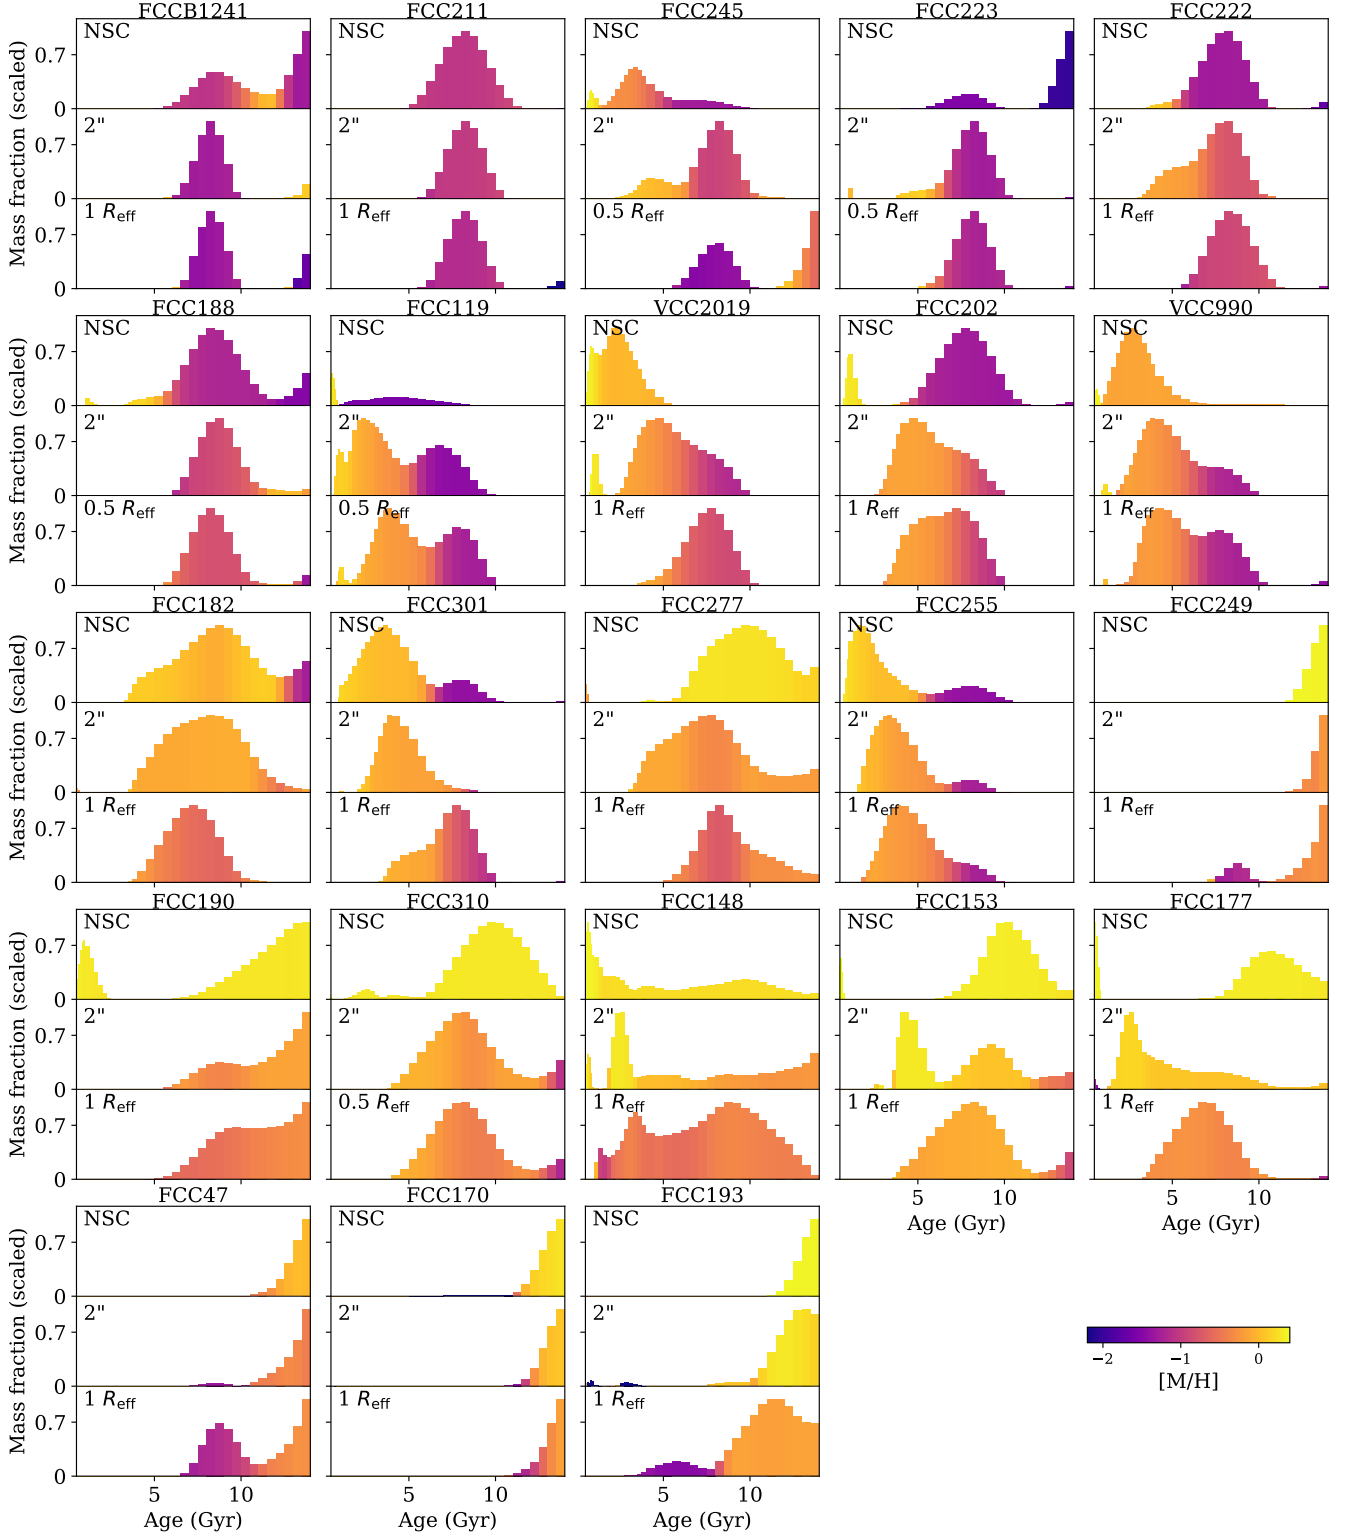 FCCB1241 FCC211 FCC245 FCC223 FCC222
NSC NSC NSC NSC NSC
0.7
0
2" 2" 2" 2" 2"
0.7
0
1 Reff 1 Reff 0.5 Reff 0.5 Reff 1 Reff
0.7
0
Mass fraction (scaled)
FCC188 FCC119 VCC2019 FCC202 VCC990
NSC NSC NSC NSC NSC
0.7
0
2" 2" 2" 2" 2"
0.7
0
0.5 Reff 0.5 Reff 1 Reff 1 Reff 1 Reff
0.7
0
Mass fraction (scaled)
FCC182 FCC301 FCC277 FCC255 FCC249
NSC NSC NSC NSC NSC
0.7
0
2" 2" 2" 2" 2"
0.7
0
1 Reff 1 Reff 1 Reff 1 Reff 1 Reff
0.7
0
Mass fraction (scaled)
FCC190 FCC310 FCC148 FCC153 FCC177
NSC NSC NSC NSC NSC
0.7
0
2" 2" 2" 2" 2"
0.7
0
1 Reff 0.5 Reff 1 Reff 1 Reff 1 Reff
0.7
0
Mass fraction (scaled)
5 10 5 10
Age (Gyr) Age (Gyr)
FCC47 FCC170 FCC193
NSC NSC NSC
0.7
0
2" 2" 2"
0.7
0
1 Reff 1 Reff 1 Reff
0.7
0
Mass fraction (scaled)
5 10 5 10 5 10
Age (Gyr) Age (Gyr) Age (Gyr)
−2 −1 0
[M/H]